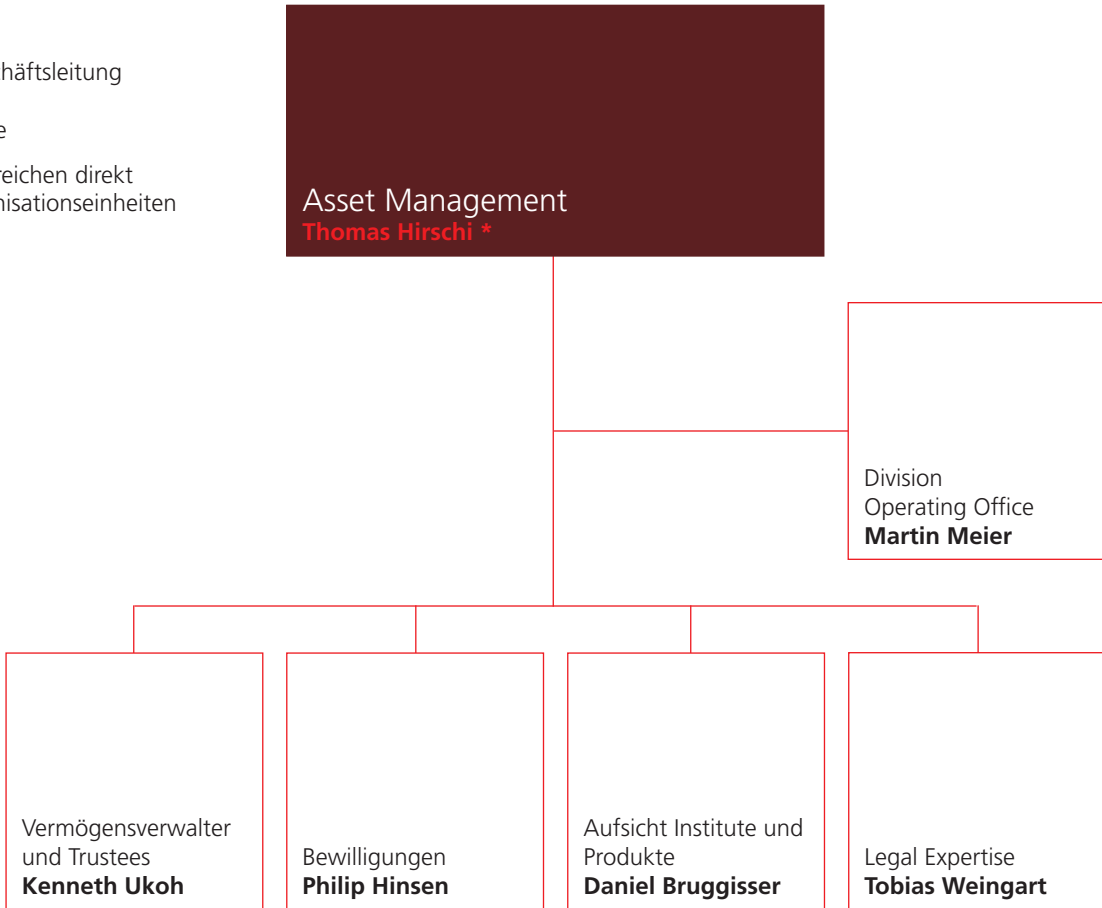 häftsleitung
e
reichen direkt
nisationseinheiten
Asset Management
Thomas Hirschi *
Division
Operating Office
Martin Meier
Vermögensverwalter
und Trustees
Kenneth Ukoh
Bewilligungen
Philip Hinsen
Aufsicht Institute und
Produkte
Daniel Bruggisser
Legal Expertise
Tobias Weingart